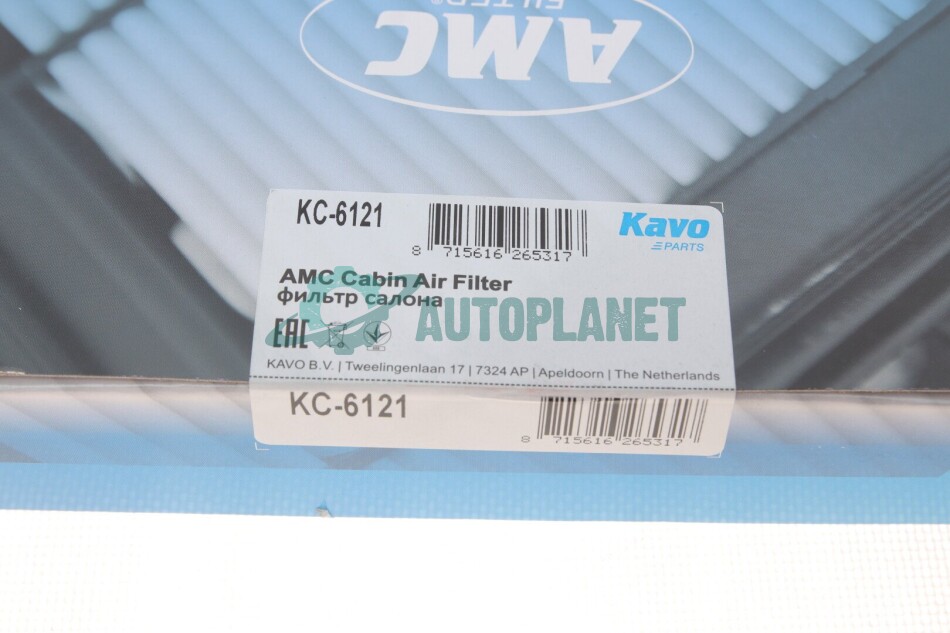 AMC
FILTER®
KC-6121
8 715616 265317
Kavo
PARTS
AMC Cabin Air Filter
фильтр салона
AUTOPLANET
EAC
KAVO B.V. | Tweelingenlaan 17 | 7324 AP | Apeldoorn | The Netherlands
KC-6121
8 715616 265317